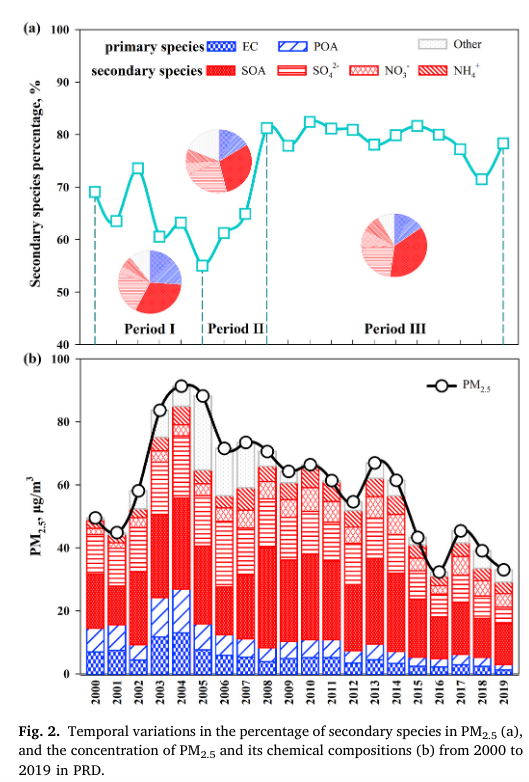 (a)
100
90
80
70
60
50
40
Secondary species percentage, %
primary species EC POA Other
secondary species SOA SO₄²⁻ NO₃⁻ NH₄⁺
Period I Period II Period III
(b)
100
80
60
40
20
0
PM₂.₅, μg/m³
PM₂.₅
2000 2001 2002 2003 2004 2005 2006 2007 2008 2009 2010 2011 2012 2013 2014 2015 2016 2017 2018 2019
Fig. 2. Temporal variations in the percentage of secondary species in PM₂.₅ (a),
and the concentration of PM₂.₅ and its chemical compositions (b) from 2000 to
2019 in PRD.